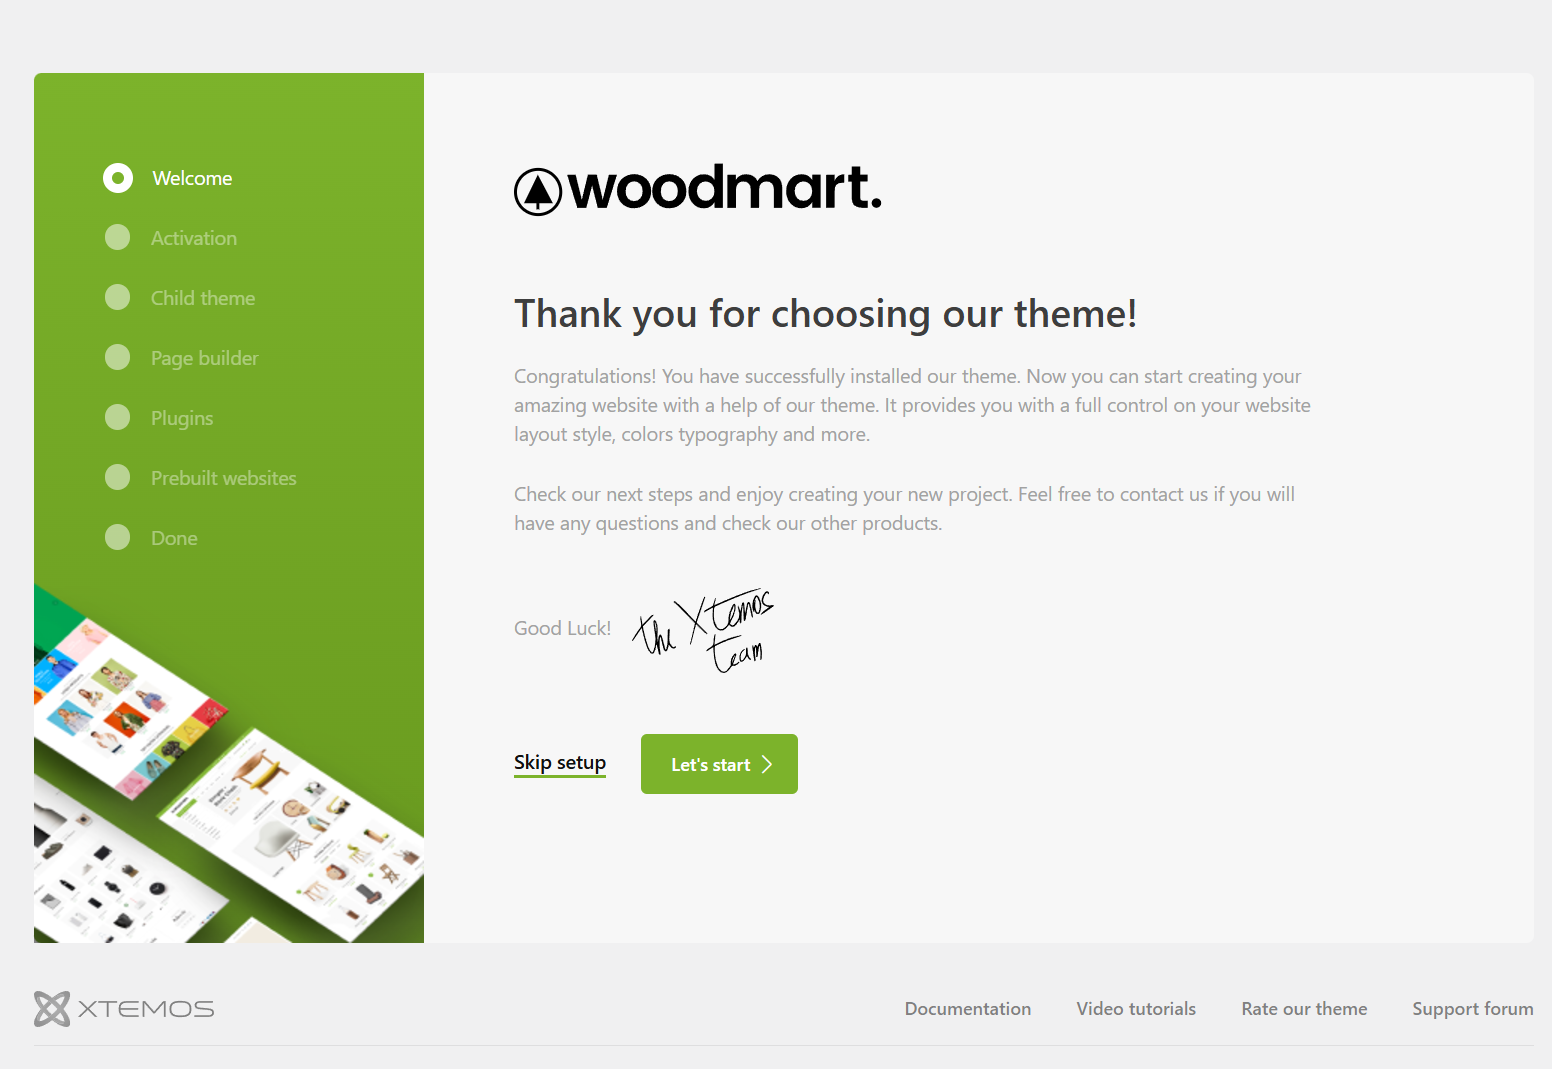 Welcome
Activation
Child theme
Page builder
Plugins
Prebuilt websites
Done
woodmart.
Thank you for choosing our theme!
Congratulations! You have successfully installed our theme. Now you can start creating your
amazing website with a help of our theme. It provides you with a full control on your website
layout style, colors typography and more.
Check our next steps and enjoy creating your new project. Feel free to contact us if you will
have any questions and check our other products.
Good Luck!
the Xtemos
team
Skip setup
Let's start
XTEMOS
Documentation
Video tutorials
Rate our theme
Support forum